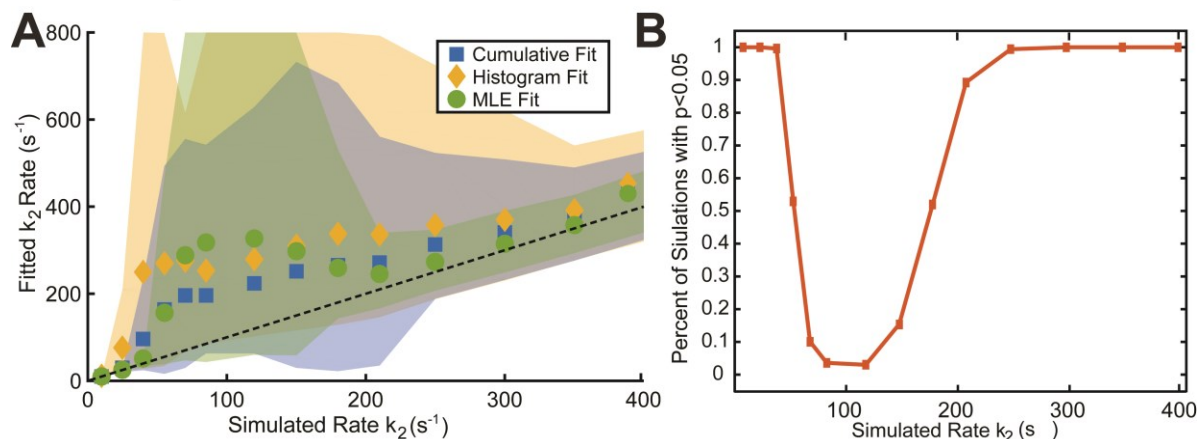 A
800
600
400
200
0
Fitted k₂ Rate (s⁻¹)
Cumulative Fit
Histogram Fit
MLE Fit
0 100 200 300 400
Simulated Rate k₂ (s⁻¹)
B
1
0.9
0.8
0.7
0.6
0.5
0.4
0.3
0.2
0.1
0
Percent of Siulations with p<0.05
100 200 300 400
Simulated Rate k₂ (s )